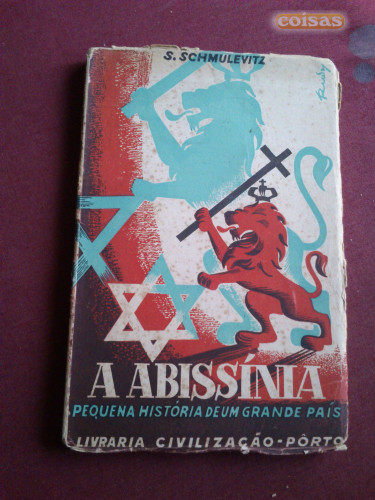 coisas
S. SCHMULEVITZ
A ABISSÍNIA
PEQUENA HISTÓRIA DE UM GRANDE PAÍS
LIVRARIA CIVILIZAÇÃO-PÔRTO